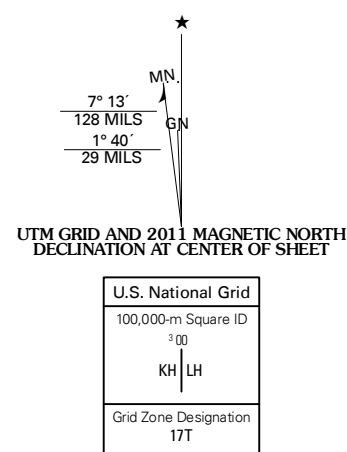 ★
MN.
7° 13´
128 MILS
GN
1° 40´
29 MILS
UTM GRID AND 2011 MAGNETIC NORTH
DECLINATION AT CENTER OF SHEET
U.S. National Grid
100,000-m Square ID
³00
KH LH
Grid Zone Designation
17T